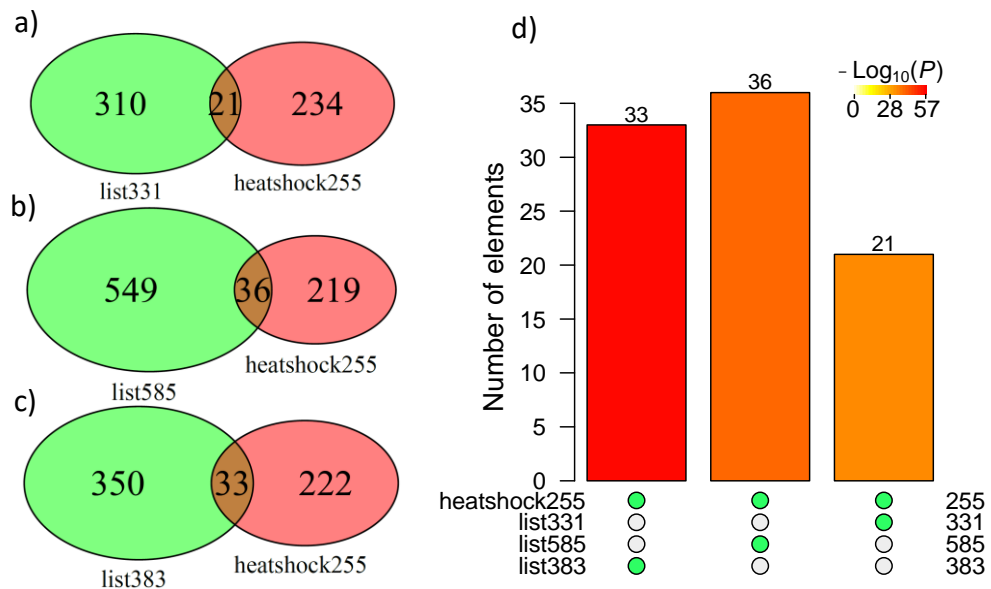 a)
310 21 234
list331
heatshock255
b)
549 36 219
heatshock255
list585
c)
350 33 222
heatshock255
list383
d)
- Log10(P)
0 28 57
Number of elements
35
30
25
20
15
10
5
0
33
36
21
heatshock255 255
list331 331
list585 585
list383 383